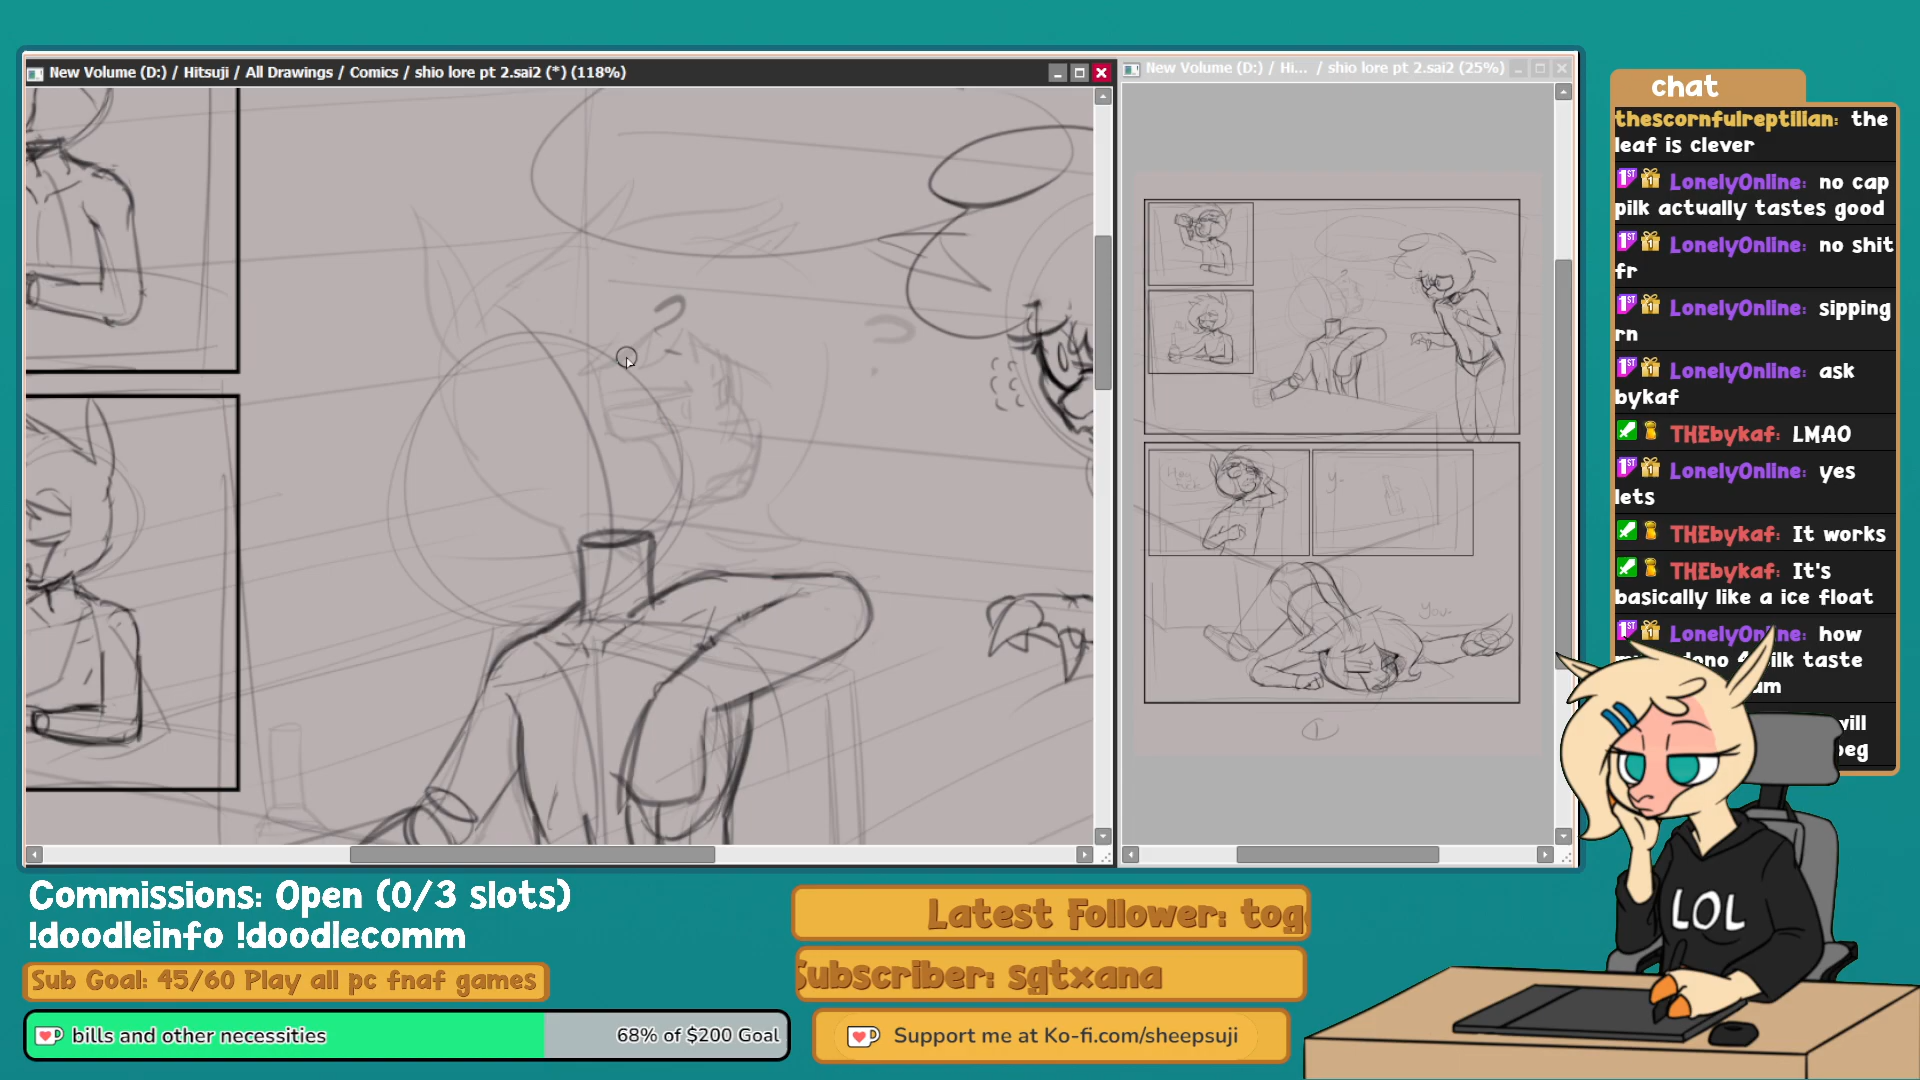 New Volume (D:) / Hitsuji / All Drawings / Comics / shio lore pt 2.sai2 (*) (118%)
New Volume (D:) / Hi... / shio lore pt 2.sai2 (25%)
chat
thescornfulreptilian: the
leaf is clever
LonelyOnline: no cap
pilk actually tastes good
LonelyOnline: no shit
fr
LonelyOnline: sipping
rn
LonelyOnline: ask
bykaf
THEbykaf: LMAO
LonelyOnline: yes
lets
THEbykaf: It works
THEbykaf: It's
basically like a ice float
LonelyOnline: how
taste
LOL
Commissions: Open (0/3 slots)
!doodleinfo !doodlecomm
Sub Goal: 45/60 Play all pc fnaf games
bills and other necessities 68% of $200 Goal
Latest Follower: tog
Subscriber: sgtxana
Support me at Ko-fi.com/sheepsuji